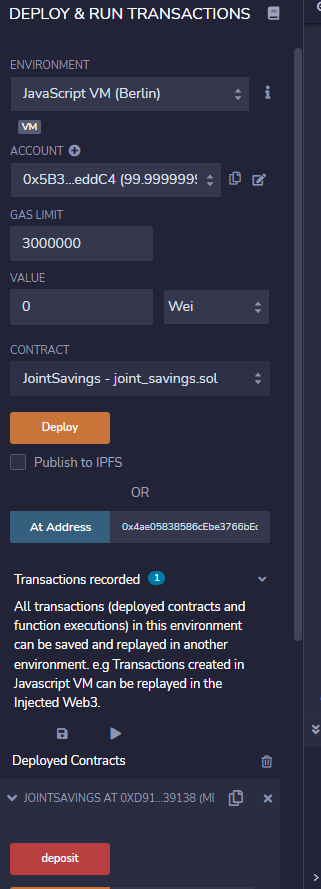 DEPLOY & RUN TRANSACTIONS
ENVIRONMENT
JavaScript VM (Berlin)
VM
ACCOUNT
0x5B3...eddC4 (99.9999999
GAS LIMIT
3000000
VALUE
0
Wei
CONTRACT
JointSavings - joint_savings.sol
Deploy
Publish to IPFS
OR
At Address
0x4ae05838586cEbe3766bEc
Transactions recorded 1
All transactions (deployed contracts and
function executions) in this environment
can be saved and replayed in another
environment. e.g Transactions created in
Javascript VM can be replayed in the
Injected Web3.
Deployed Contracts
JOINTSAVINGS AT 0XD91...39138
deposit